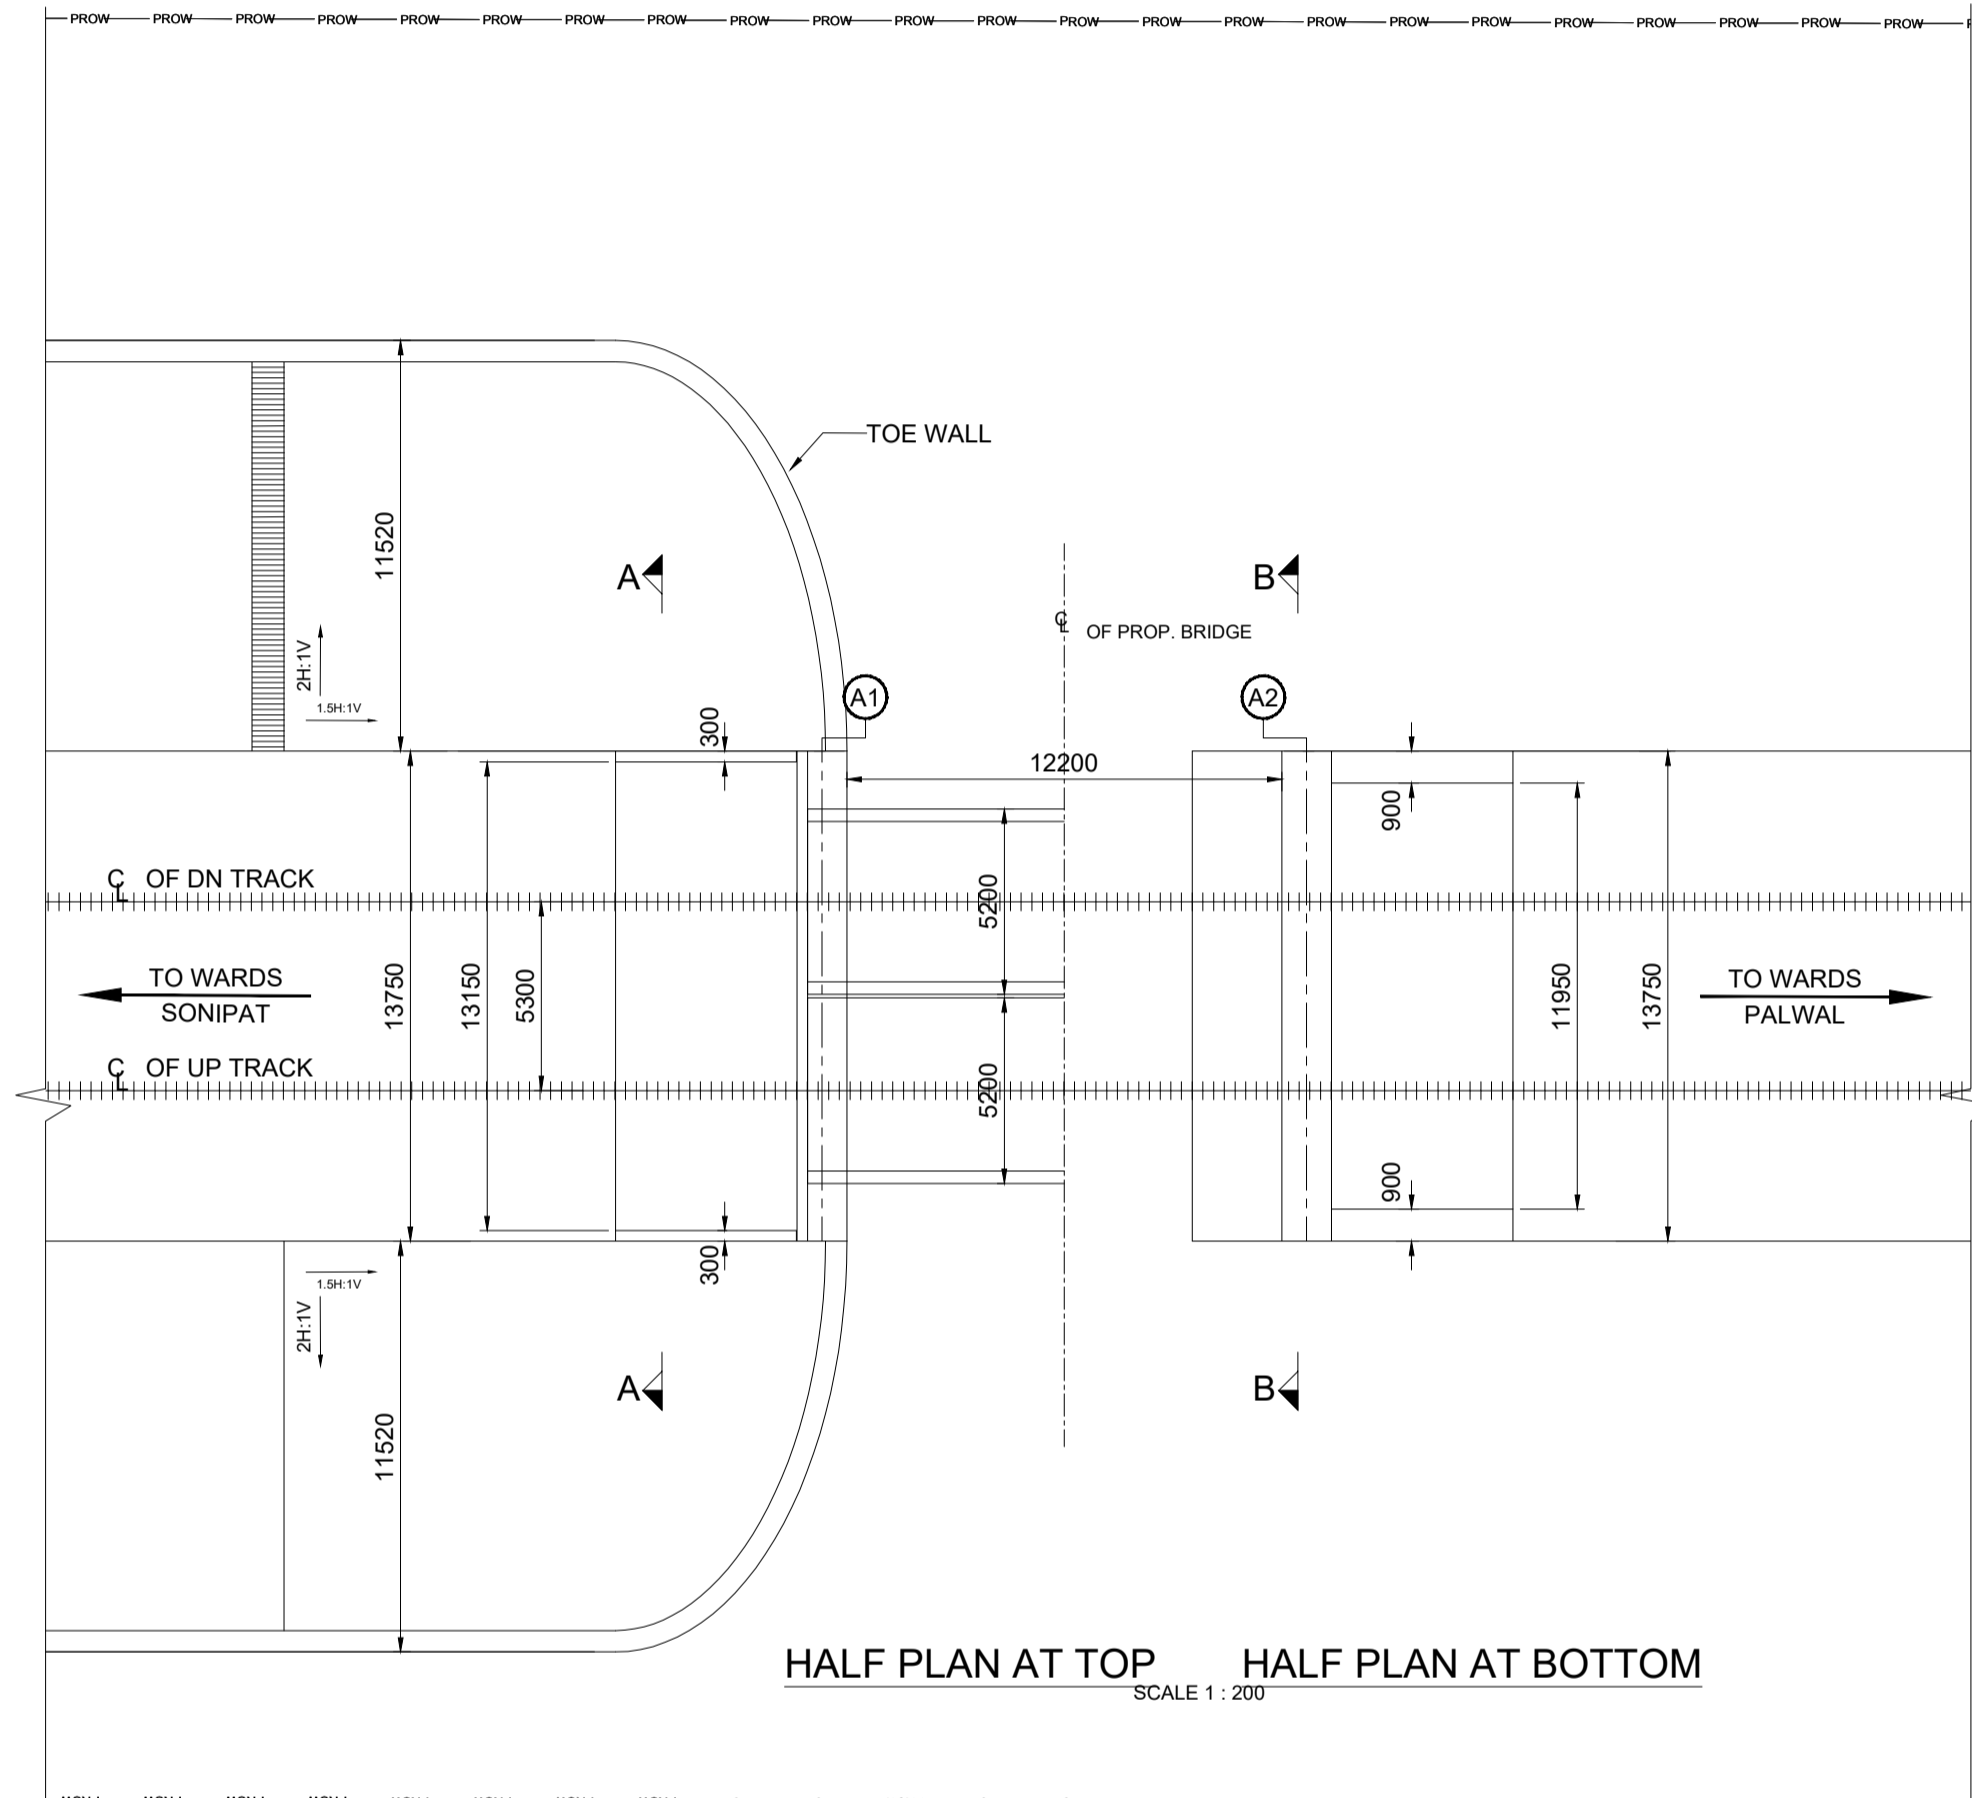 PROW PROW PROW PROW PROW PROW PROW PROW PROW PROW PROW PROW PROW PROW PROW PROW PROW PROW PROW PROW PROW PROW PROW
TOE WALL
11520
A
B
℄ OF PROP. BRIDGE
2H:1V
1.5H:1V
A1
A2
300
12200
900
℄ OF DN TRACK
5200
TO WARDS
SONIPAT
13750
13150
5300
11950
13750
TO WARDS
PALWAL
℄ OF UP TRACK
5200
900
300
1.5H:1V
2H:1V
A
B
11520
HALF PLAN AT TOP HALF PLAN AT BOTTOM
SCALE 1 : 200